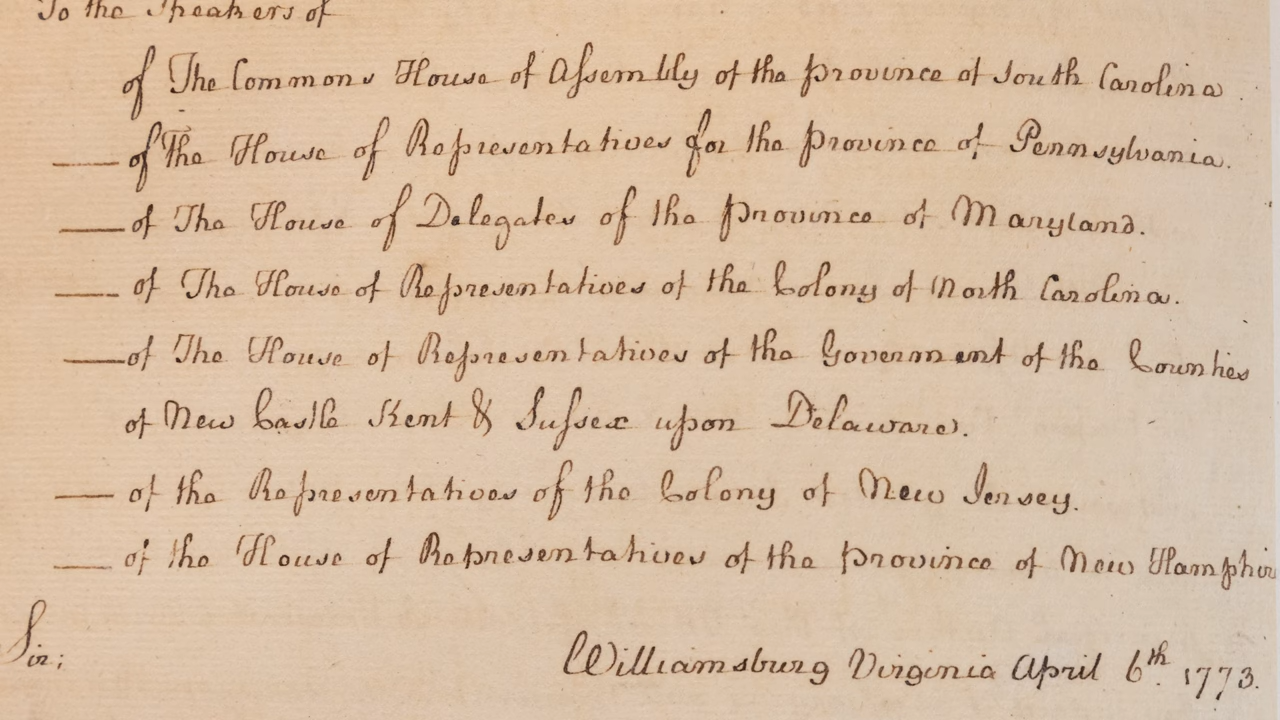 To the Speakers of
of The Commons House of Assembly of the province of South Carolina.
—— of The House of Representatives for the province of Pennsylvania.
—— of The House of Delegates of the province of Maryland.
—— of The House of Representatives of the Colony of North Carolina.
—— of The House of Representatives of the Goverment of the Counties
of New Castle Kent & Sussex upon Delaware.
—— of the Representatives of the Colony of New Jersey.
—— of the House of Representatives of the province of New Hampshir
Sir;
Williamsburg Virginia April 6th. 1773.